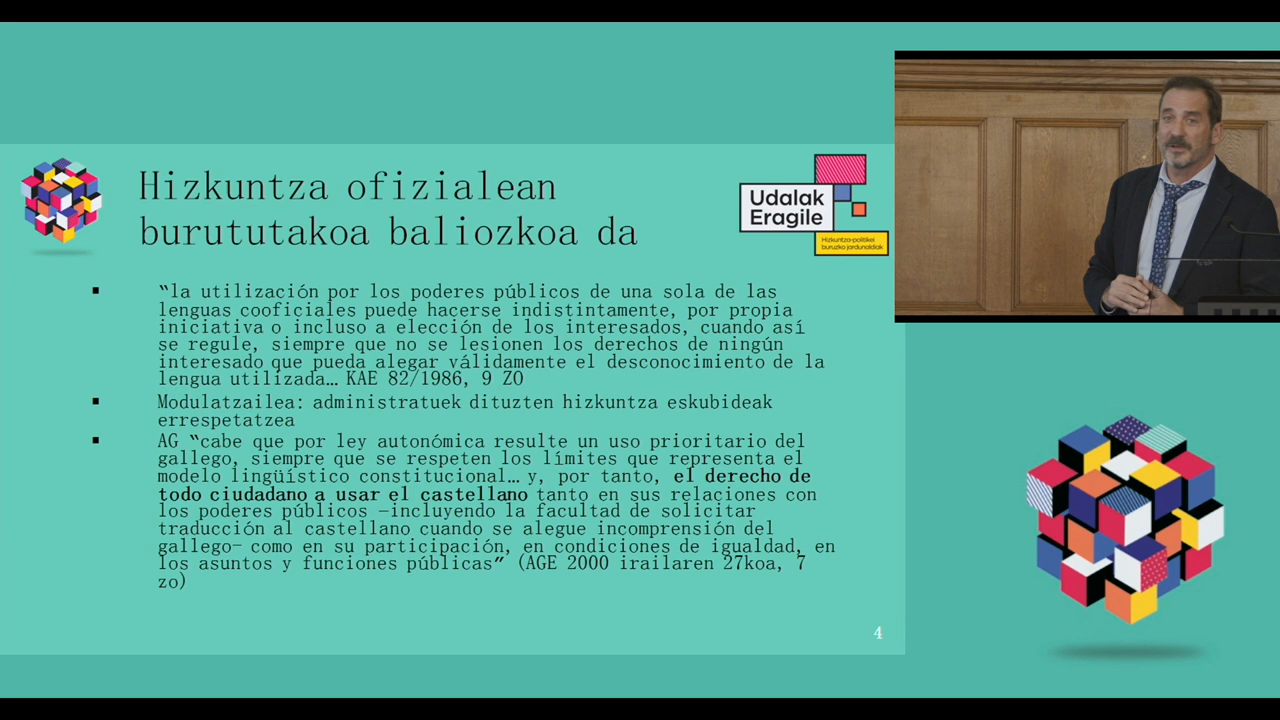 Hizkuntza ofizialean
burututakoa baliozkoa da
Udalak
Eragile
Hizkuntza-politikei
buruzko jardunaldiak
▪ “la utilización por los poderes públicos de una sola de las
lenguas cooficiales puede hacerse indistintamente, por propia
iniciativa o incluso a elección de los interesados, cuando así
se regule, siempre que no se lesionen los derechos de ningún
interesado que pueda alegar válidamente el desconocimiento de la
lengua utilizada… KAE 82/1986, 9 ZO
▪ Modulatzailea: administratuek dituzten hizkuntza eskubideak
errespetatzea
▪ AG “cabe que por ley autonómica resulte un uso prioritario del
gallego, siempre que se respeten los límites que representa el
modelo lingüístico constitucional… y, por tanto, el derecho de
todo ciudadano a usar el castellano tanto en sus relaciones con
los poderes públicos –incluyendo la facultad de solicitar
traducción al castellano cuando se alegue incomprensión del
gallego– como en su participación, en condiciones de igualdad, en
los asuntos y funciones públicas” (AGE 2000 irailaren 27koa, 7
zo)
4